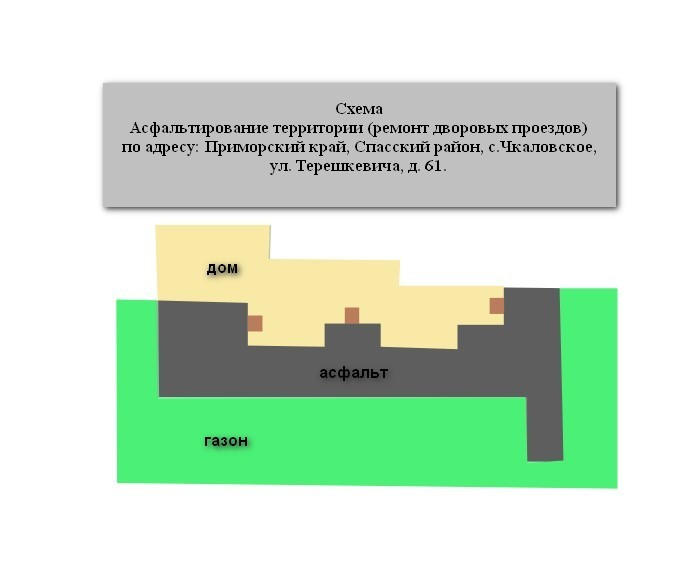 Схема
Асфальтирование территории (ремонт дворовых проездов)
по адресу: Приморский край, Спасский район, с.Чкаловское,
ул. Терешкевича, д. 61.
дом
асфальт
газон